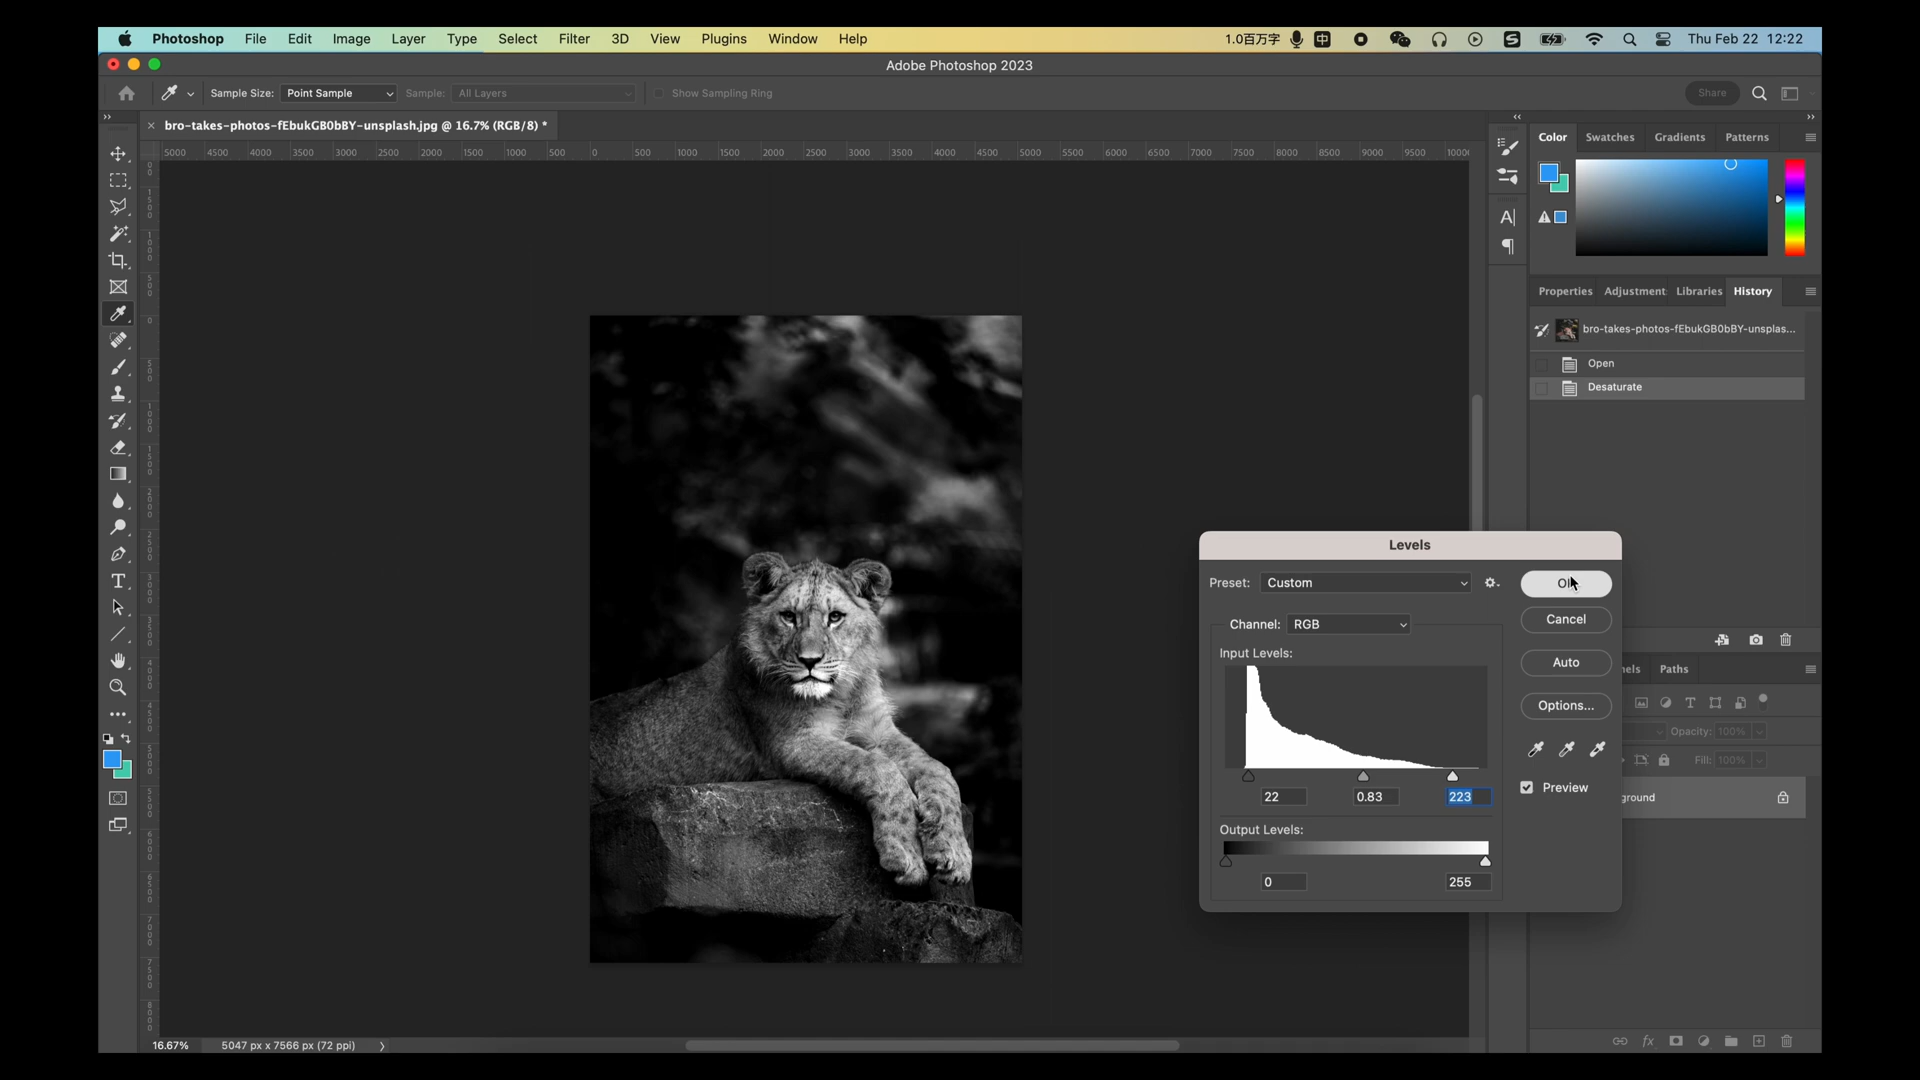 Photoshop File Edit Image Layer Type Select Filter 3D View Plugins Window Help 1.0百万字 中 Thu Feb 22 12:22
Adobe Photoshop 2023
Sample Size: Point Sample Sample: All Layers Show Sampling Ring Share
bro-takes-photos-fEbukGB0bBY-unsplash.jpg @ 16.7% (RGB/8) *
5000 4500 4000 3500 3000 2500 2000 1500 1000 500 0 500 1000 1500 2000 2500 3000 3500 4000 4500 5000 5500 6000 6500 7000 7500 8000 8500 9000 9500 10000
Color Swatches Gradients Patterns
Properties Adjustment Libraries History
bro-takes-photos-fEbukGB0bBY-unsplas...
Open
Desaturate
Levels
Preset: Custom
OK
Channel: RGB
Cancel
Input Levels:
Auto
Options...
22 0.83 223
Preview
Output Levels:
0 255
nels Paths
Opacity: 100%
Fill: 100%
ground
16.67% 5047 px x 7566 px (72 ppi)